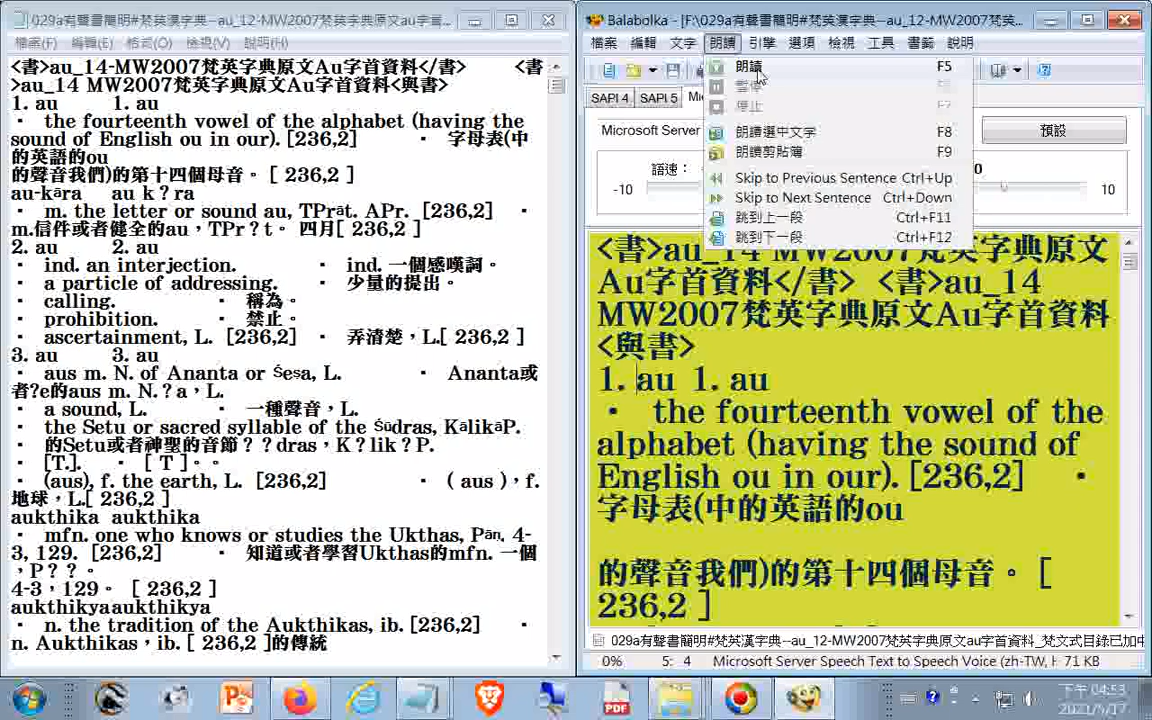 029a有聲書簡明#梵英漢字典--au_12-MW2007梵英字典原文au字首...
檔案(F) 編輯(E) 格式(O) 檢視(V) 說明(H)
<書>au_14-MW2007梵英字典原文Au字首資料</書> <書
>au_14 MW2007梵英字典原文Au字首資料<與書>
1. au 1. au
• the fourteenth vowel of the alphabet (having the
sound of English ou in our). [236,2] • 字母表(中
的英語的ou
的聲音我們)的第十四個母音。 [ 236,2 ]
au-kāra au k ? ra
• m. the letter or sound au, TPrāt. APr. [236,2] •
m.信件或者健全的au，TPr ? t。 四月[ 236,2 ]
2. au 2. au
• ind. an interjection. • ind. 一個感嘆詞。
• a particle of addressing. • 少量的提出。
• calling. • 稱為。
• prohibition. • 禁止。
• ascertainment, L. [236,2] • 弄清楚，L.[ 236,2 ]
3. au 3. au
• aus m. N. of Ananta or Śeṣa, L. • Ananta或
者?e的aus m. N. ? a，L.
• a sound, L. • 一種聲音，L.
• the Setu or sacred syllable of the Śūdras, KālikāP.
• 的Setu或者神聖的音節 ? ? dras，K ? lik ? P.
• [T.]. • [ T ]。。
• (aus), f. the earth, L. [236,2] • ( aus )，f.
地球，L.[ 236,2 ]
aukthika aukthika
• mfn. one who knows or studies the Ukthas, Pāṇ. 4-
3, 129. [236,2] • 知道或者學習Ukthas的mfn. 一個
，P ? ? 。
4-3，129。 [ 236,2 ]
aukthikyaaukthikya
• n. the tradition of the Aukthikas, ib. [236,2] •
n. Aukthikas，ib. [ 236,2 ]的傳統
Balabolka - [F:\029a有聲書簡明#梵英漢字典--au_12-MW2007梵英...
檔案 編輯 文字 朗讀 引擎 選項 檢視 工具 書籤 說明
朗讀 F5
暫停
停止 F7
朗讀選中文字 F8
朗讀剪貼簿 F9
Skip to Previous Sentence Ctrl+Up
Skip to Next Sentence Ctrl+Down
跳到上一段 Ctrl+F11
跳到下一段 Ctrl+F12
SAPI 4 SAPI 5
Microsoft Server 預設
語速： 0
-10 10
<書>au_14 MW2007梵英字典原文
Au字首資料</書> <書>au_14
MW2007梵英字典原文Au字首資料
<與書>
1. au 1. au
• the fourteenth vowel of the
alphabet (having the sound of
English ou in our). [236,2] •
字母表(中的英語的ou
的聲音我們)的第十四個母音。 [
236,2 ]
029a有聲書簡明#梵英漢字典--au_12-MW2007梵英字典原文au字首資料_梵文式目錄已加中
0% 5: 4 Microsoft Server Speech Text to Speech Voice (zh-TW, H 71 KB
下午 04:53
2021/5/17